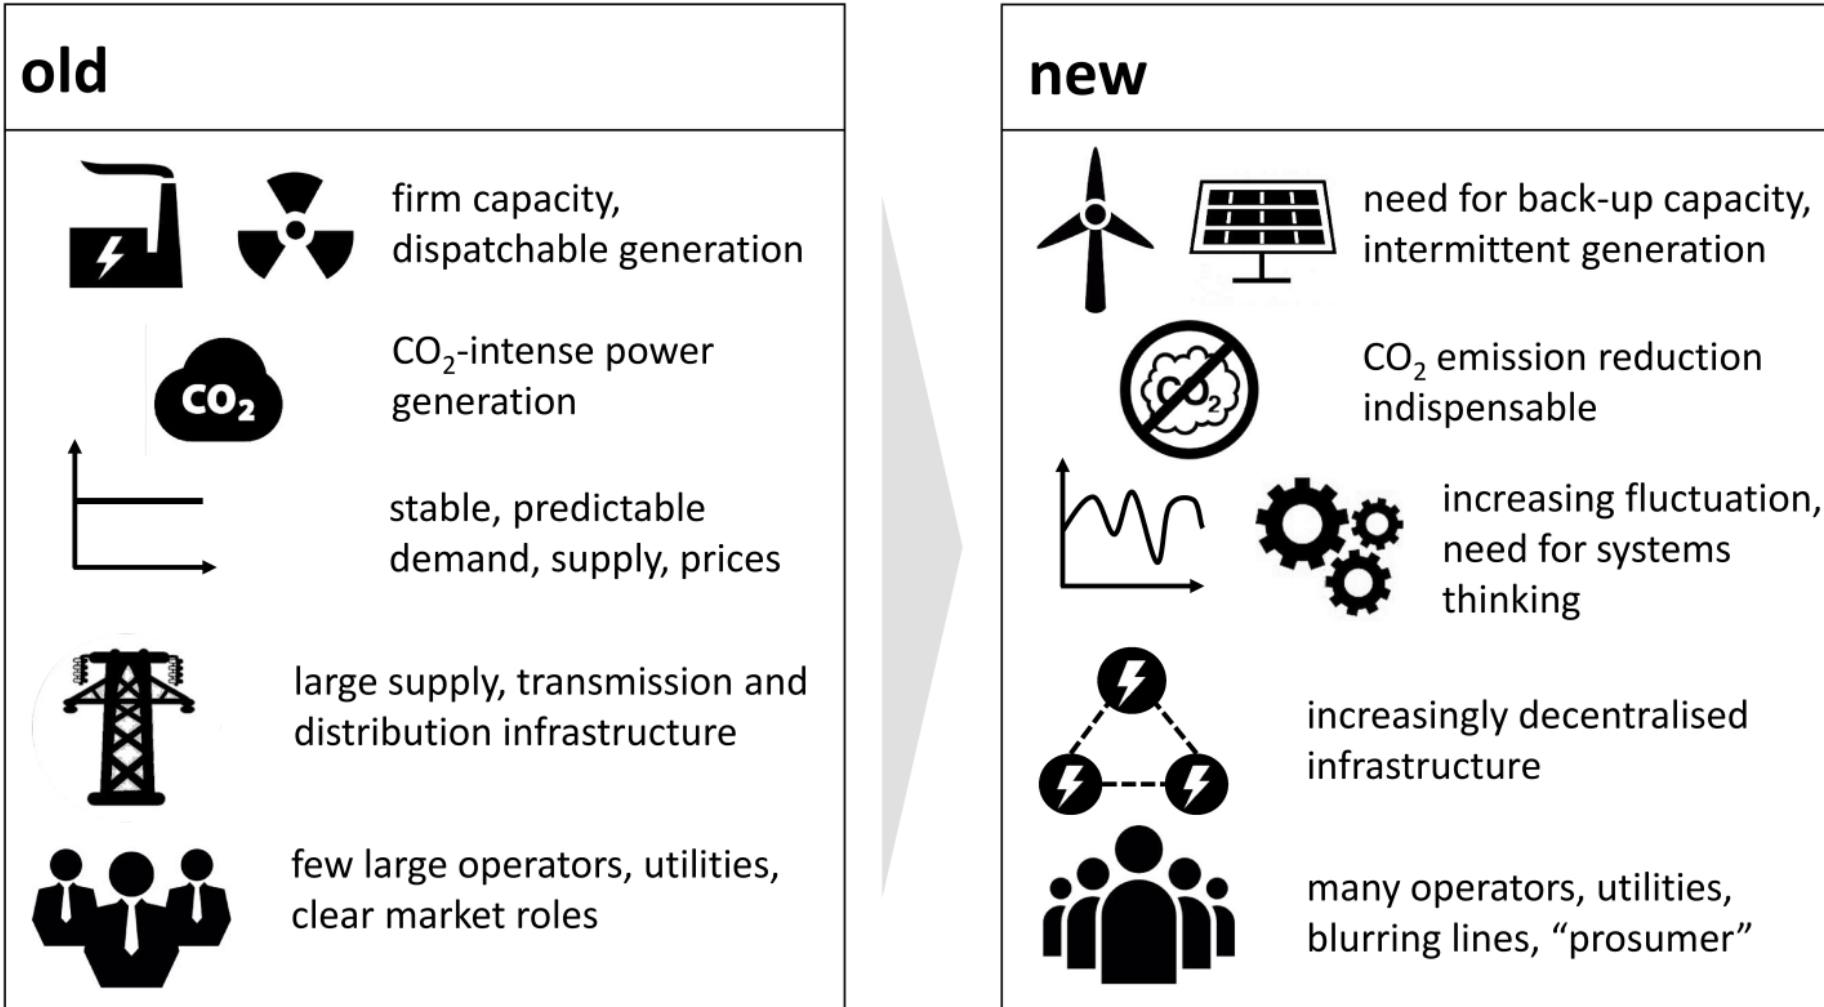 old
firm capacity,
dispatchable generation
CO₂
CO₂-intense power
generation
stable, predictable
demand, supply, prices
large supply, transmission and
distribution infrastructure
few large operators, utilities,
clear market roles
new
need for back-up capacity,
intermittent generation
CO₂
CO₂ emission reduction
indispensable
increasing fluctuation,
need for systems
thinking
increasingly decentralised
infrastructure
many operators, utilities,
blurring lines, “prosumer”